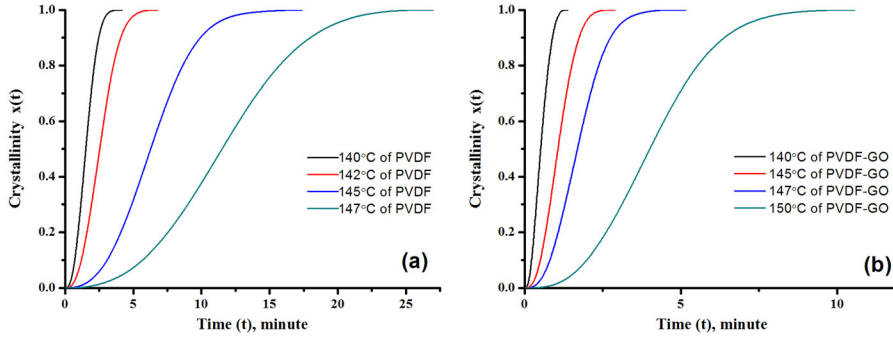 1.0
0.8
0.6
0.4
0.2
0.0
Crystallinity x(t)
140°C of PVDF
142°C of PVDF
145°C of PVDF
147°C of PVDF
(a)
0 5 10 15 20 25
Time (t), minute
1.0
0.8
0.6
0.4
0.2
0.0
Crystallinity x(t)
140°C of PVDF-GO
145°C of PVDF-GO
147°C of PVDF-GO
150°C of PVDF-GO
(b)
0 5 10
Time (t), minute